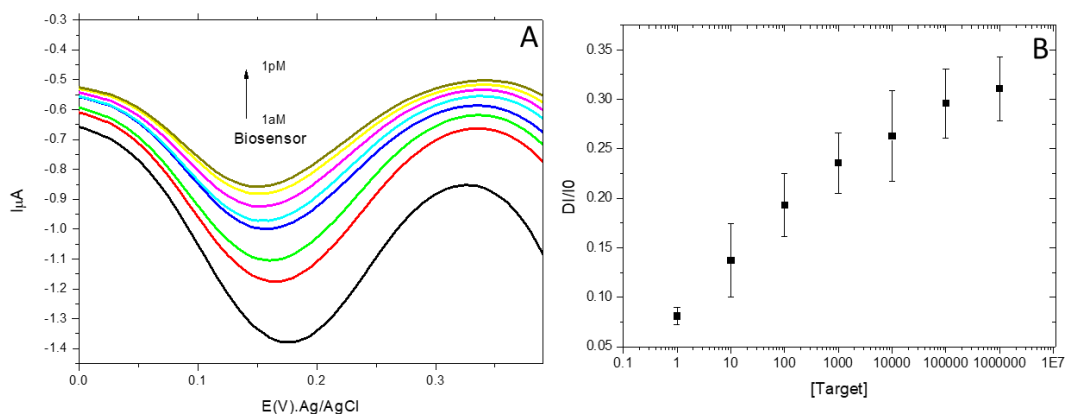 A
-0.3
-0.4
-0.5
-0.6
-0.7
-0.8
-0.9
-1.0
-1.1
-1.2
-1.3
-1.4
IµA
1pM
1aM
Biosensor
0.0 0.1 0.2 0.3
E(V).Ag/AgCl
B
0.35
0.30
0.25
0.20
0.15
0.10
0.05
DI/I0
0.1 1 10 100 1000 10000 100000 1000000 1E7
[Target]